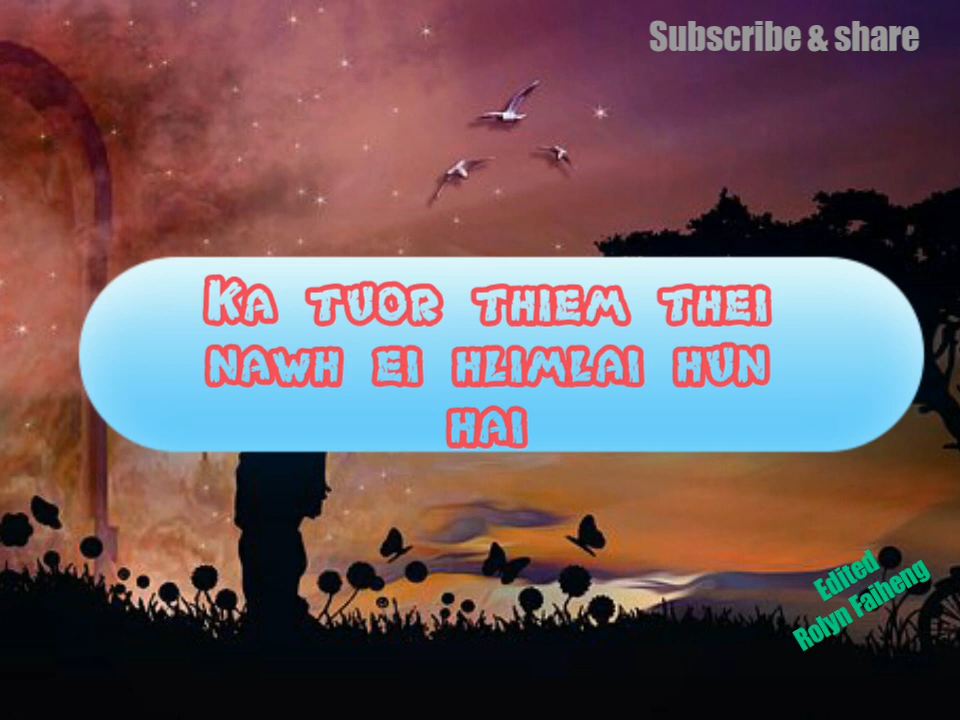 Subscribe & share
Ka tuor thiem thei
nawh ei hlimlai hun
hai
Edited
Rolyn Faiheng